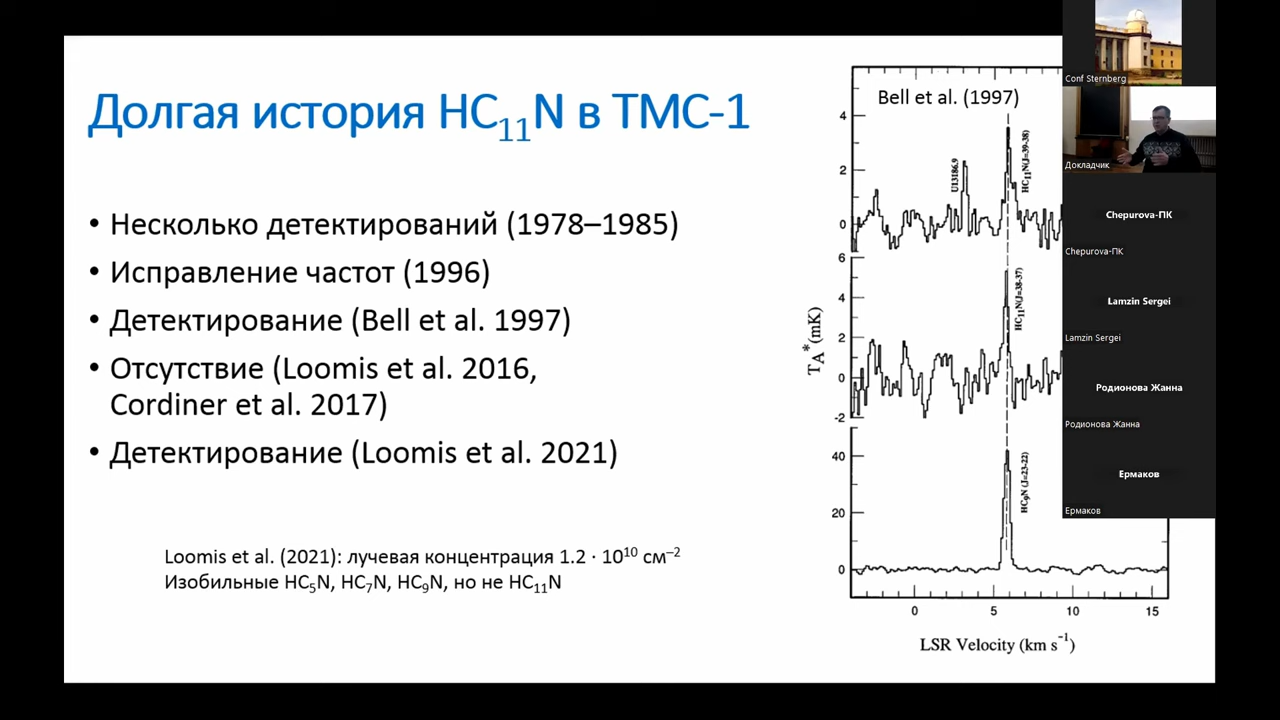 Долгая история HC₁₁N в TMC-1
• Несколько детектирований (1978–1985)
• Исправление частот (1996)
• Детектирование (Bell et al. 1997)
• Отсутствие (Loomis et al. 2016,
Cordiner et al. 2017)
• Детектирование (Loomis et al. 2021)
Loomis et al. (2021): лучевая концентрация 1.2 · 10¹⁰ см⁻²
Изобильные HC₅N, HC₇N, HC₉N, но не HC₁₁N
Bell et al. (1997)
4
2
0
U13186.9
HC₁₁N(J=39-38)
6
4
2
0
-2
HC₁₁N(J=38-37)
40
20
0
HC₉N (J=23-22)
T_A* (mK)
0 5 10 15
LSR Velocity (km s⁻¹)
Conf Sternberg
Докладчик
Chepurova-ПК
Chepurova-ПК
Lamzin Sergei
Lamzin Sergei
Родионова Жанна
Родионова Жанна
Ермаков
Ермаков